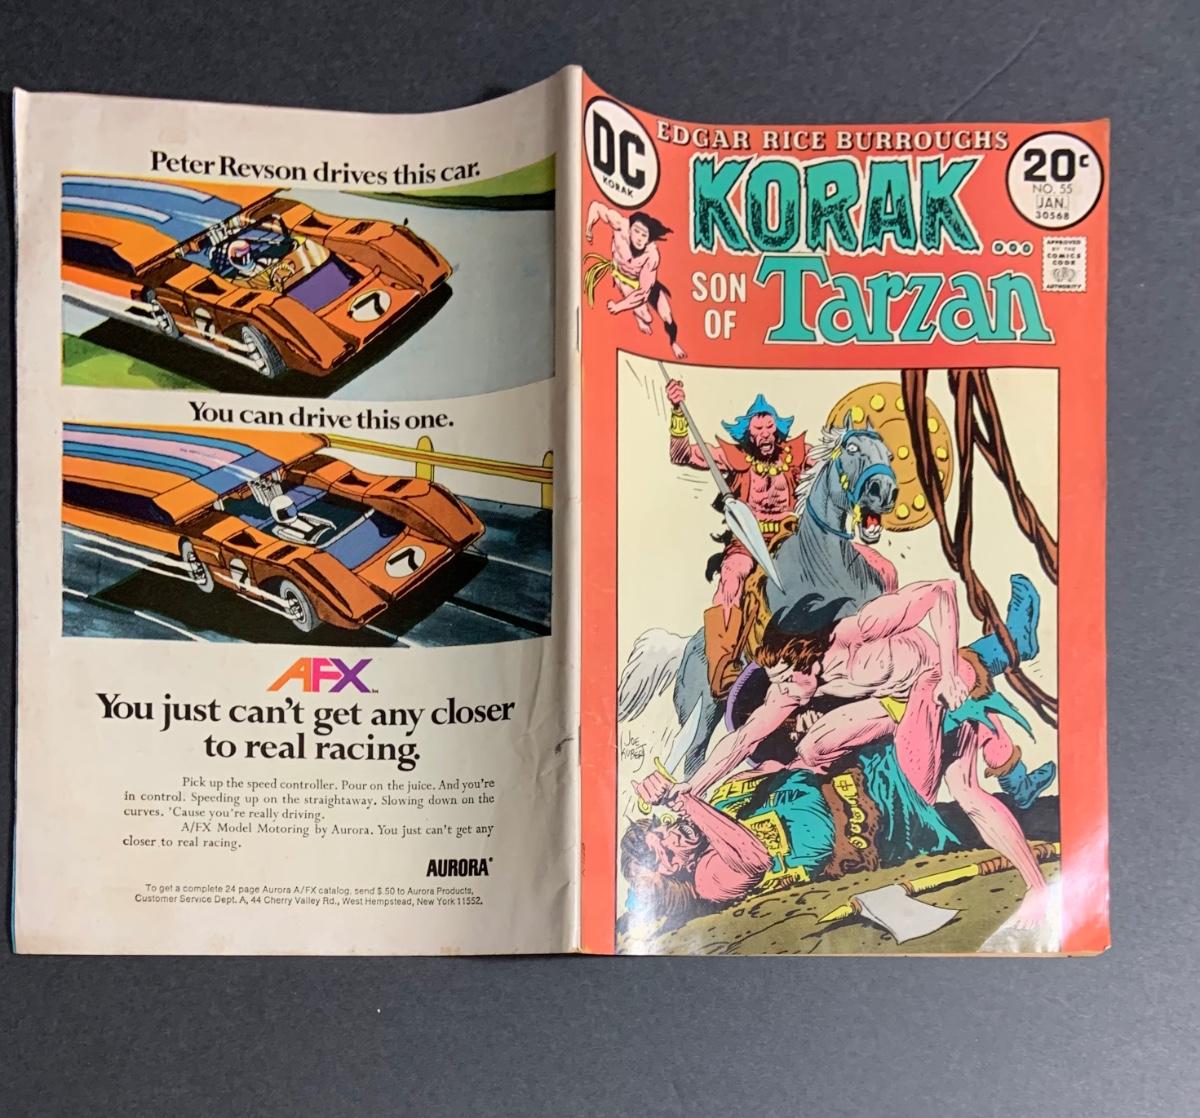 Peter Revson drives this car.
7
7
You can drive this one.
7
7
AFX
You just can't get any closer
to real racing.
Pick up the speed controller. Pour on the juice. And you're
in control. Speeding up on the straightaway. Slowing down on the
curves. 'Cause you're really driving.
A/FX Model Motoring by Aurora. You just can't get any
closer to real racing.
AURORA®
To get a complete 24 page Aurora A/FX catalog, send $.50 to Aurora Products,
Customer Service Dept. A, 44 Cherry Valley Rd., West Hempstead, New York 11552.
DC
KORAK
EDGAR RICE BURROUGHS
KORAK...
SON
OF
Tarzan
20¢
NO. 55
JAN.
30568
APPROVED
BY THE
COMICS
CODE
AUTHORITY
JOE
KUBERT